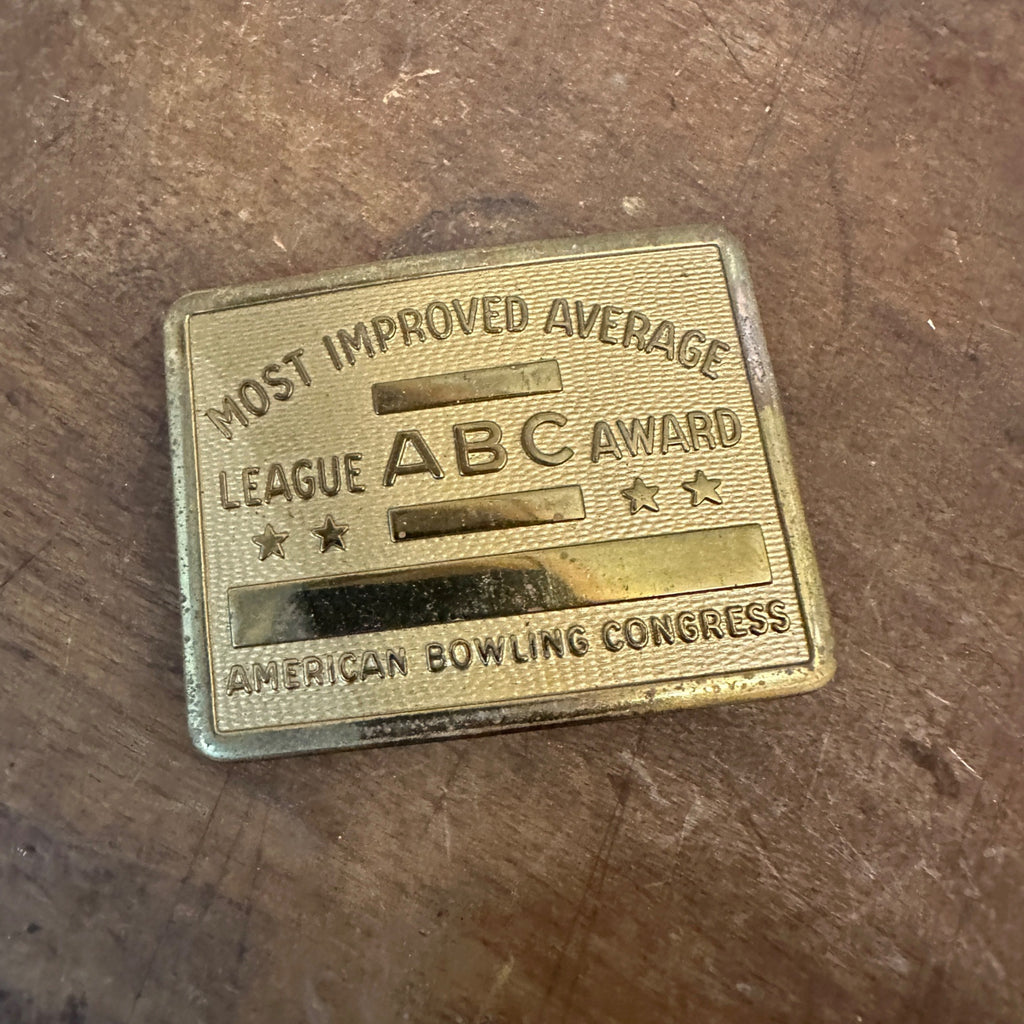 MOST IMPROVED AVERAGE
LEAGUE ABC AWARD
AMERICAN BOWLING CONGRESS